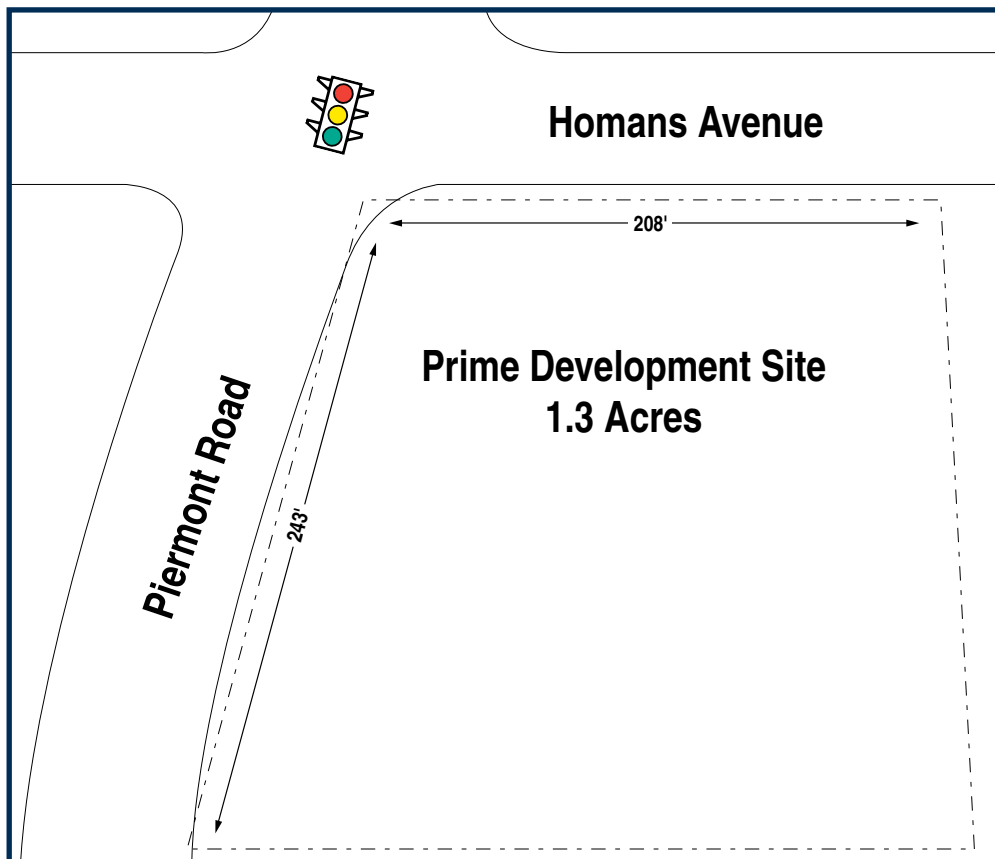 Homans Avenue
208'
Prime Development Site
1.3 Acres
Piermont Road
243'